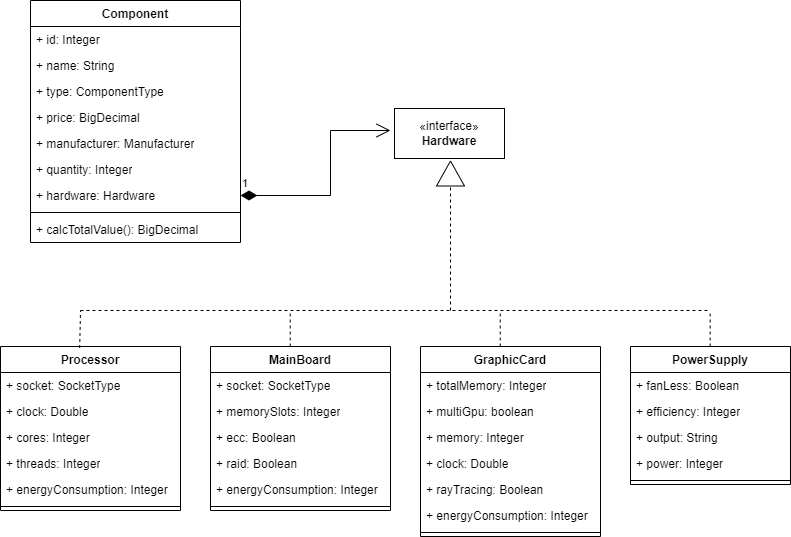 Component
+ id: Integer
+ name: String
+ type: ComponentType
+ price: BigDecimal
+ manufacturer: Manufacturer
+ quantity: Integer
+ hardware: Hardware
+ calcTotalValue(): BigDecimal
1
«interface»
Hardware
Processor
+ socket: SocketType
+ clock: Double
+ cores: Integer
+ threads: Integer
+ energyConsumption: Integer
MainBoard
+ socket: SocketType
+ memorySlots: Integer
+ ecc: Boolean
+ raid: Boolean
+ energyConsumption: Integer
GraphicCard
+ totalMemory: Integer
+ multiGpu: boolean
+ memory: Integer
+ clock: Double
+ rayTracing: Boolean
+ energyConsumption: Integer
PowerSupply
+ fanLess: Boolean
+ efficiency: Integer
+ output: String
+ power: Integer